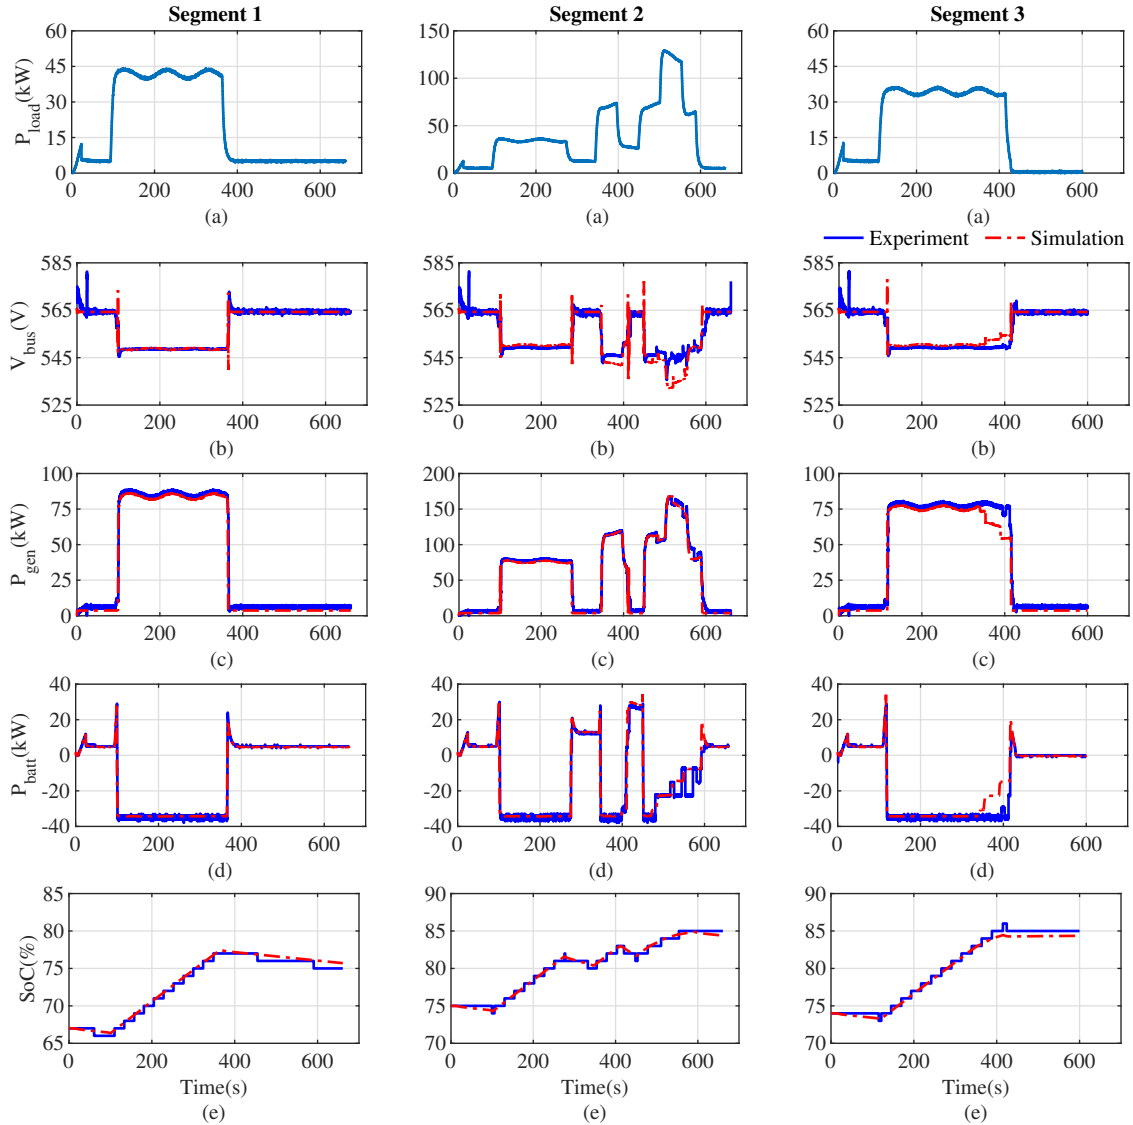 Segment 1 Segment 2 Segment 3
P_load(kW)
60 45 30 15 0
0 200 400 600
(a)
150 100 50 0
0 200 400 600
(a)
60 45 30 15 0
0 200 400 600
(a)
Experiment Simulation
V_bus(V)
585 565 545 525
0 200 400 600
(b)
585 565 545 525
0 200 400 600
(b)
585 565 545 525
0 200 400 600
(b)
P_gen(kW)
100 75 50 25 0
0 200 400 600
(c)
200 150 100 50 0
0 200 400 600
(c)
100 75 50 25 0
0 200 400 600
(c)
P_batt(kW)
40 20 0 -20 -40
0 200 400 600
(d)
40 20 0 -20 -40
0 200 400 600
(d)
40 20 0 -20 -40
0 200 400 600
(d)
SoC(%)
85 80 75 70 65
0 200 400 600
Time(s)
(e)
90 85 80 75 70
0 200 400 600
Time(s)
(e)
90 85 80 75 70
0 200 400 600
Time(s)
(e)